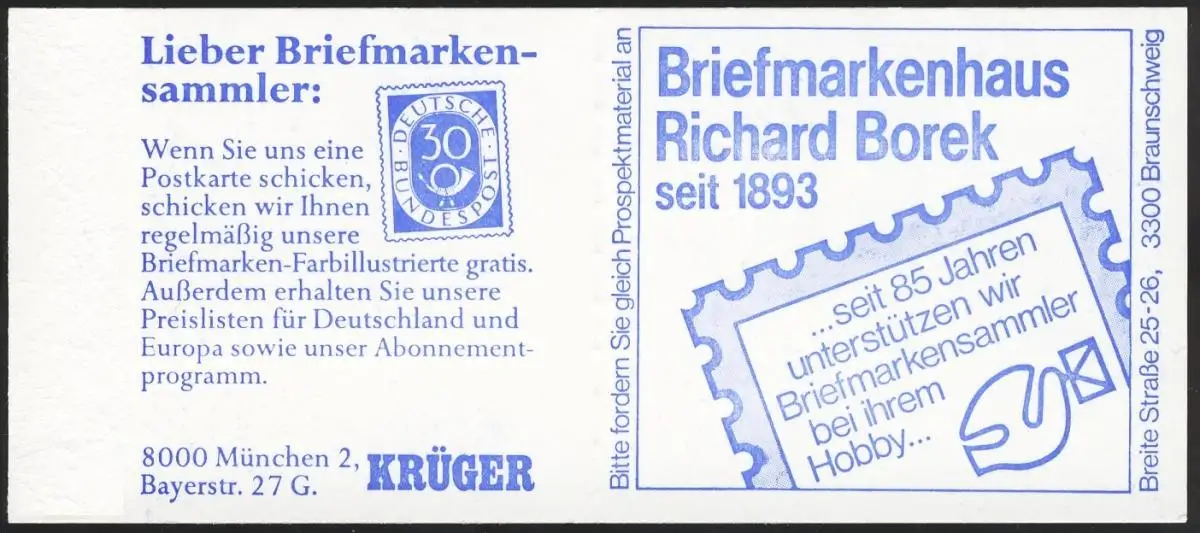 Lieber Briefmarken-
sammler:
Wenn Sie uns eine
Postkarte schicken,
schicken wir Ihnen
regelmäßig unsere
Briefmarken-Farbillustrierte gratis.
Außerdem erhalten Sie unsere
Preislisten für Deutschland und
Europa sowie unser Abonnement-
programm.
DEUTSCHE
BUNDESPOST
30
8000 München 2,
Bayerstr. 27 G.
KRÜGER
Bitte fordern Sie gleich Prospektmaterial an
Briefmarkenhaus
Richard Borek
seit 1893
...seit 85 Jahren
unterstützen wir
Briefmarkensammler
bei ihrem
Hobby...
Breite Straße 25-26, 3300 Braunschweig